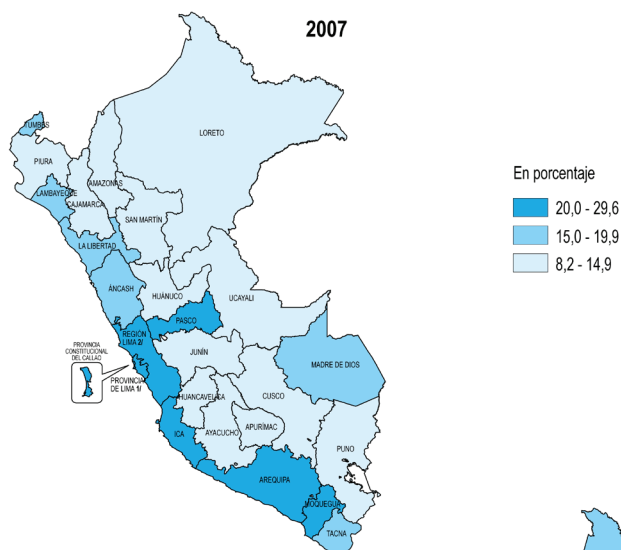 2007
TUMBES
LORETO
PIURA
AMAZONAS
LAMBAYEQUE
CAJAMARCA
SAN MARTÍN
LA LIBERTAD
ÁNCASH
HUÁNUCO
UCAYALI
PASCO
REGIÓN
LIMA 2/
PROVINCIA
CONSTITUCIONAL
DEL CALLAO
JUNÍN
MADRE DE DIOS
PROVINCIA
DE LIMA 1/
HUANCAVELICA
CUSCO
ICA
AYACUCHO
APURÍMAC
PUNO
AREQUIPA
MOQUEGUA
TACNA
En porcentaje
20,0 - 29,6
15,0 - 19,9
8,2 - 14,9